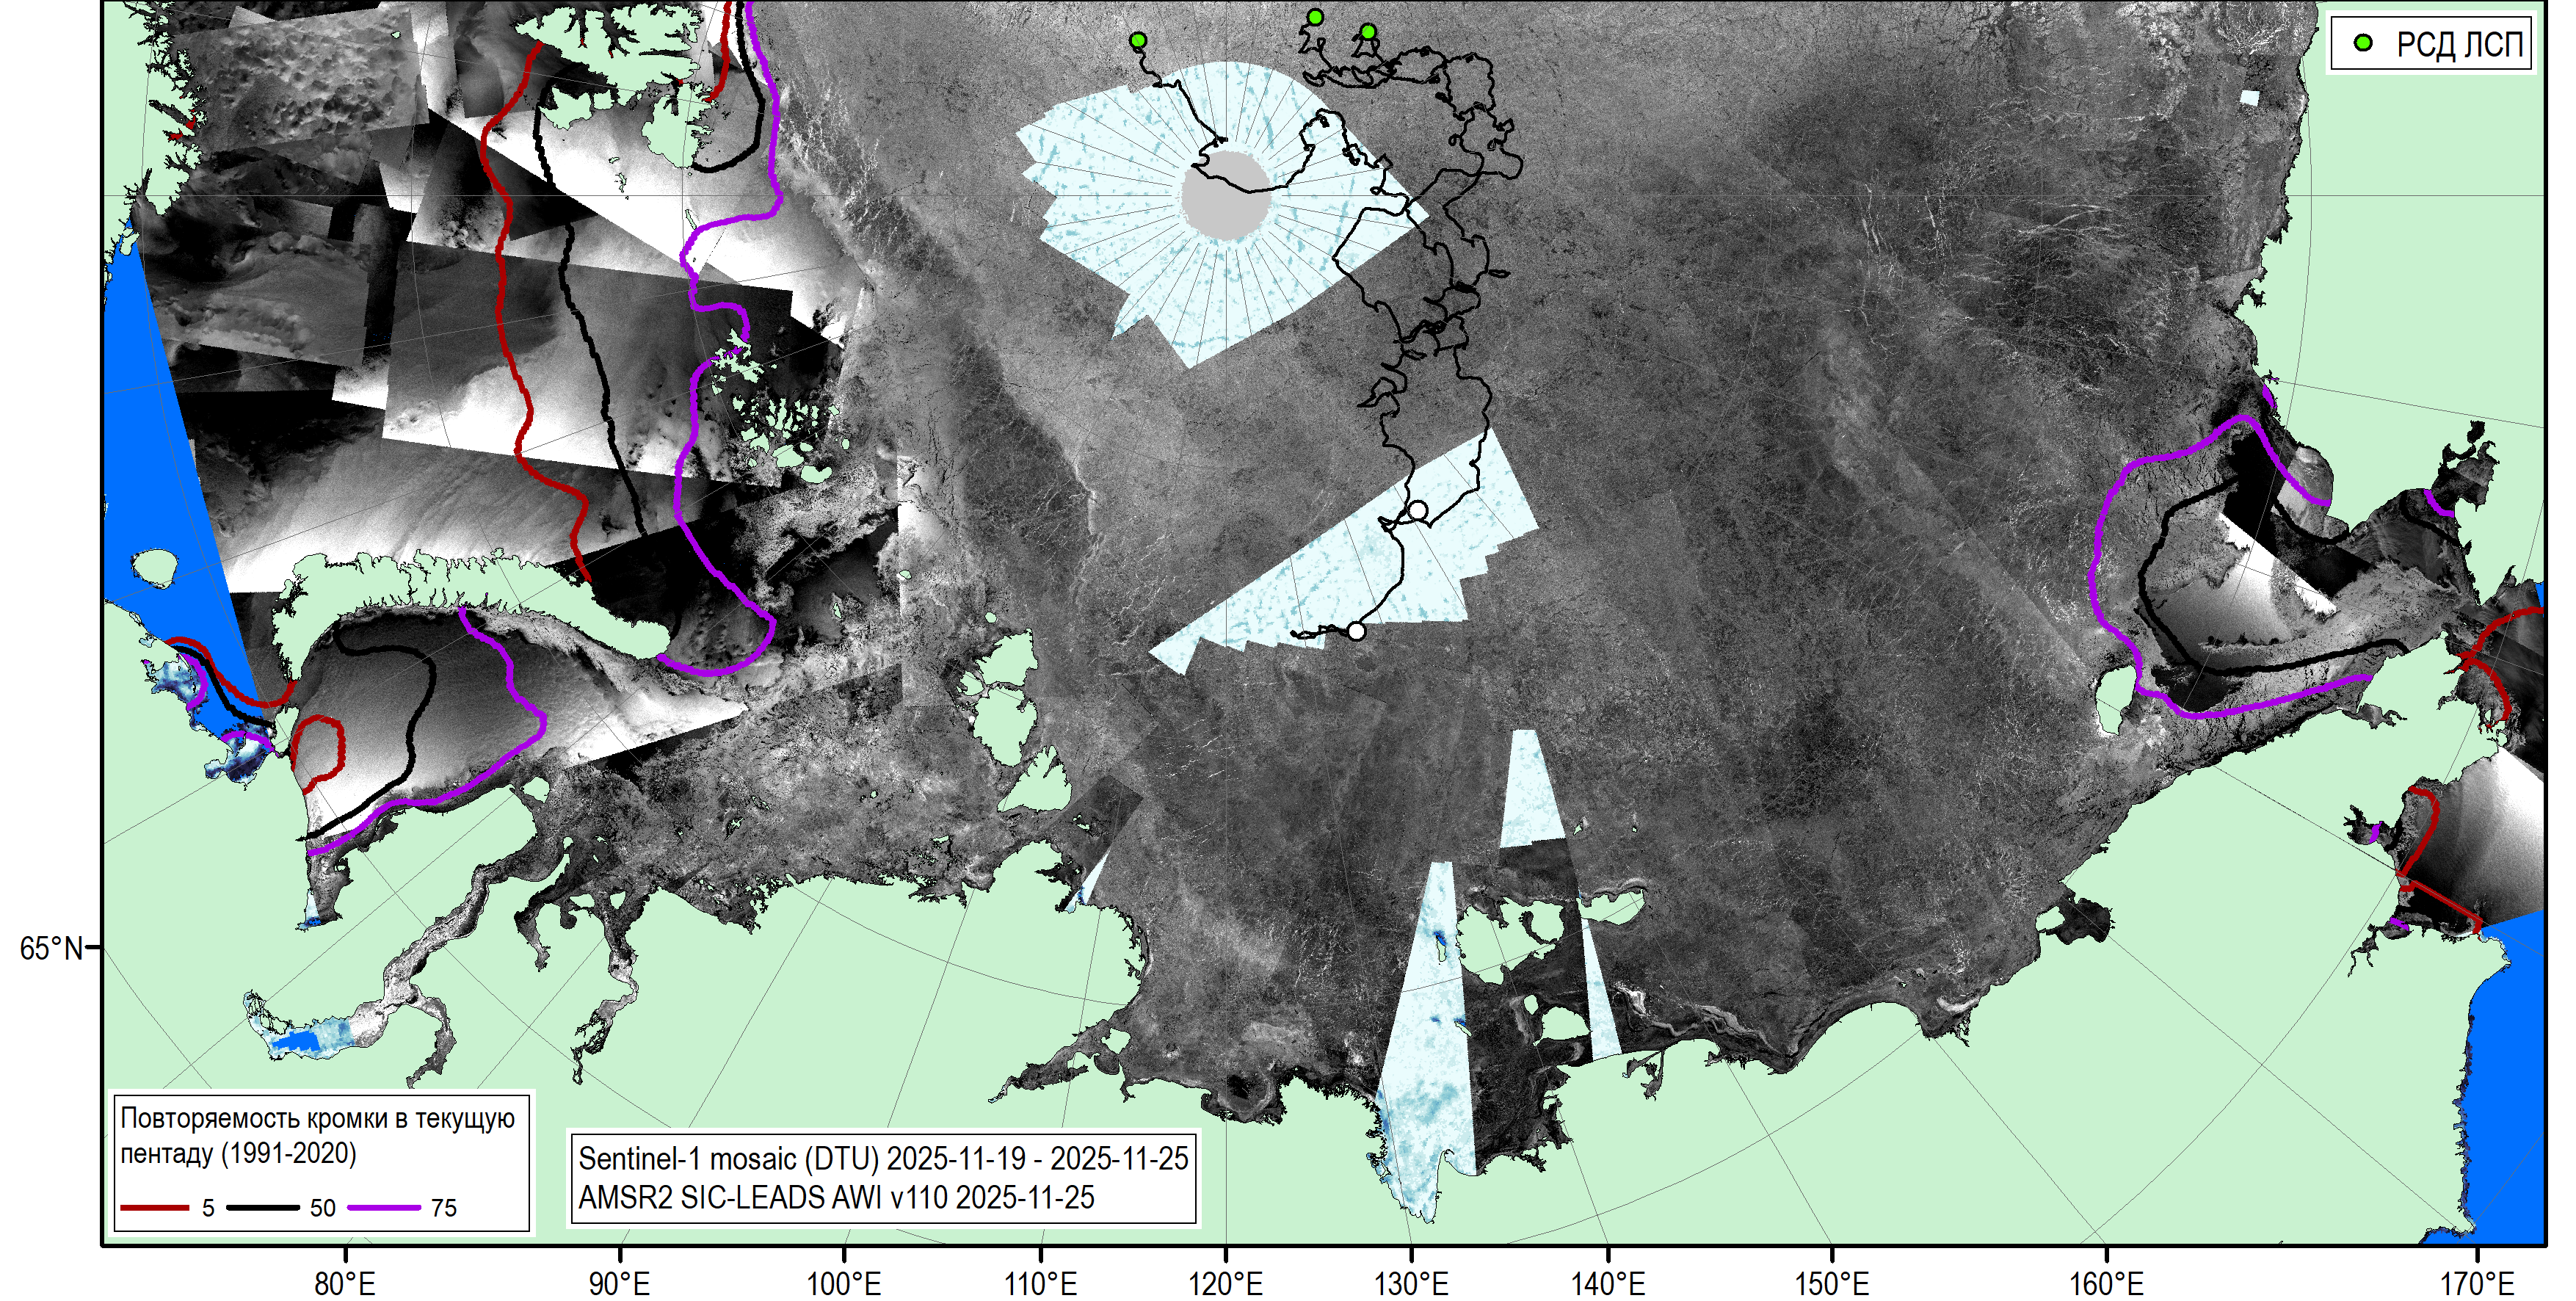 РСД ЛСП
65°N
Повторяемость кромки в текущую
пентаду (1991-2020)
5 50 75
Sentinel-1 mosaic (DTU) 2025-11-19 - 2025-11-25
AMSR2 SIC-LEADS AWI v110 2025-11-25
80°E 90°E 100°E 110°E 120°E 130°E 140°E 150°E 160°E 170°E